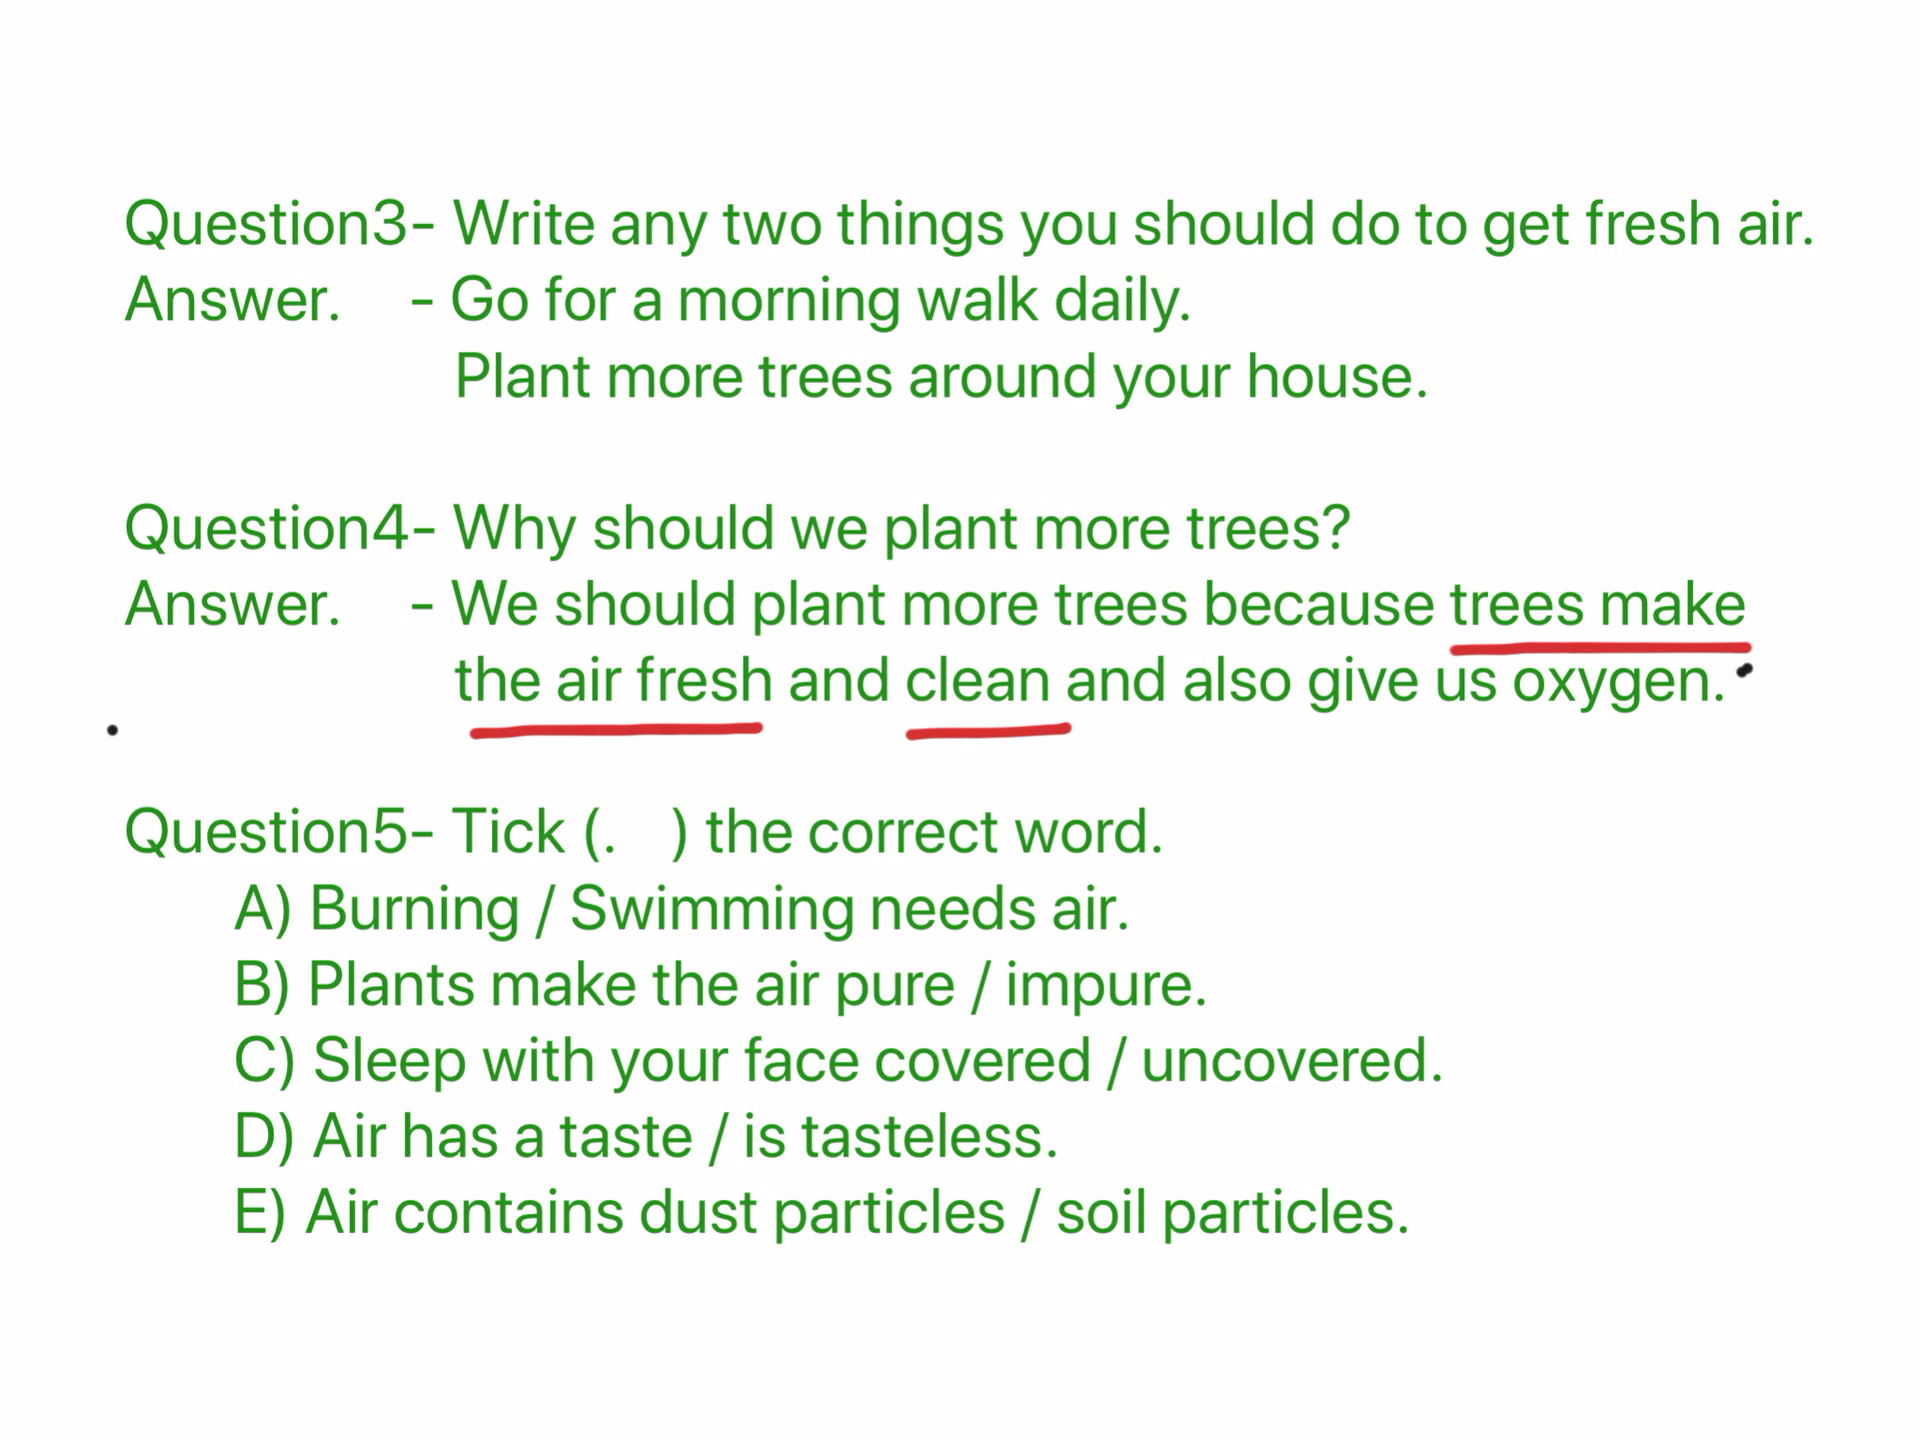 Question3- Write any two things you should do to get fresh air.
Answer. - Go for a morning walk daily.
Plant more trees around your house.
Question4- Why should we plant more trees?
Answer. - We should plant more trees because trees make
the air fresh and clean and also give us oxygen.
Question5- Tick (. ) the correct word.
A) Burning / Swimming needs air.
B) Plants make the air pure / impure.
C) Sleep with your face covered / uncovered.
D) Air has a taste / is tasteless.
E) Air contains dust particles / soil particles.